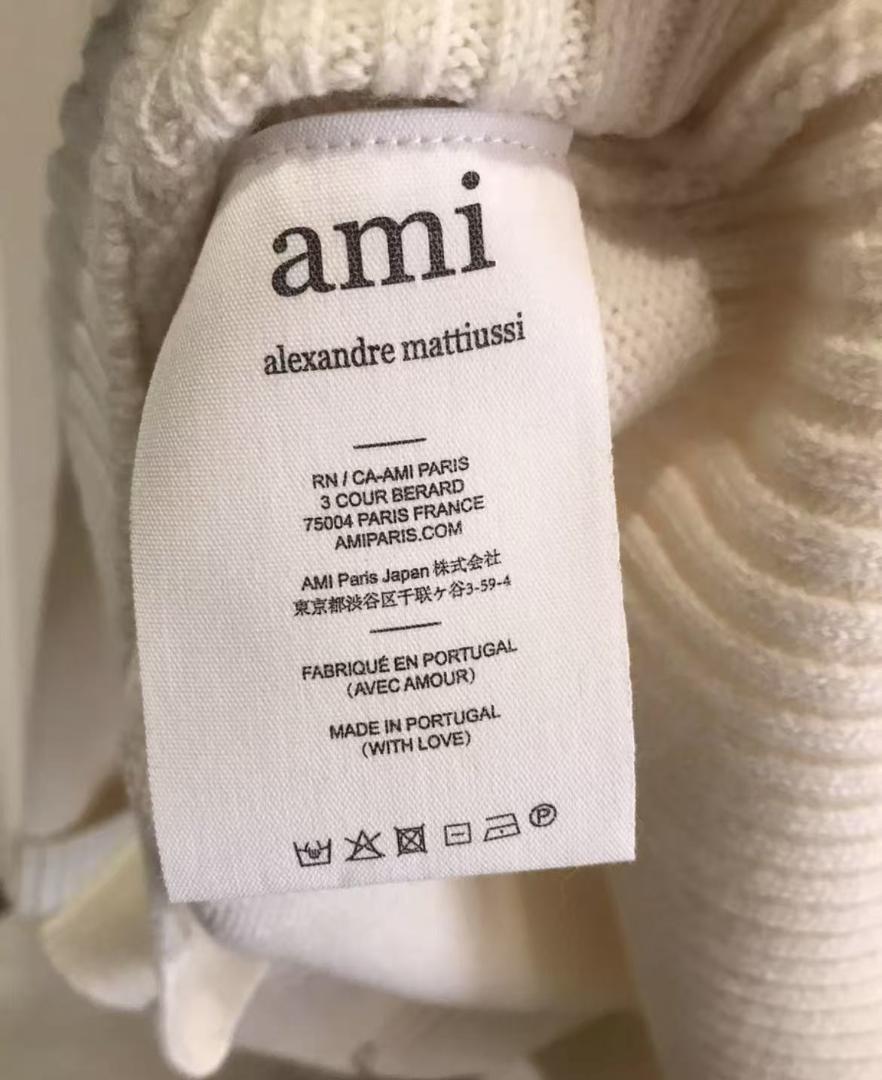 ami
alexandre mattiussi
RN / CA-AMI PARIS
3 COUR BERARD
75004 PARIS FRANCE
AMIPARIS.COM
AMI Paris Japan 株式会社
東京都渋谷区千联ケ谷3-59-4
FABRIQUÉ EN PORTUGAL
(AVEC AMOUR)
MADE IN PORTUGAL
(WITH LOVE)
P